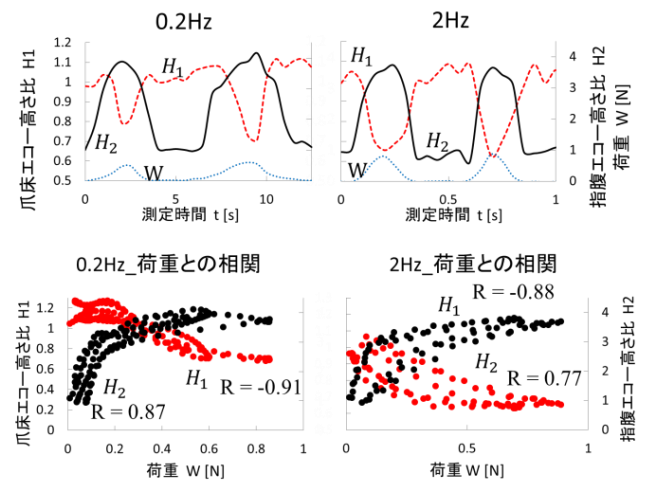 0.2Hz
2Hz
爪床エコー高さ比 H1
1.2
1.1
1
0.9
0.8
0.7
0.6
0.5
H1
H2
W
0
5
10
測定時間 t [s]
H1
H2
W
0
0.5
1
測定時間 t [s]
4
3
2
1
0
指腹エコー高さ比 H2
荷重 W [N]
0.2Hz_荷重との相関
2Hz_荷重との相関
爪床エコー高さ比 H1
1.2
1
0.8
0.6
0.4
0.2
0
H2
R = 0.87
H1
R = -0.91
0
0.2
0.4
0.6
0.8
1
荷重 W [N]
H1
R = -0.88
H2
R = 0.77
0
0.5
1
荷重 W [N]
4
3
2
1
0
指腹エコー高さ比 H2